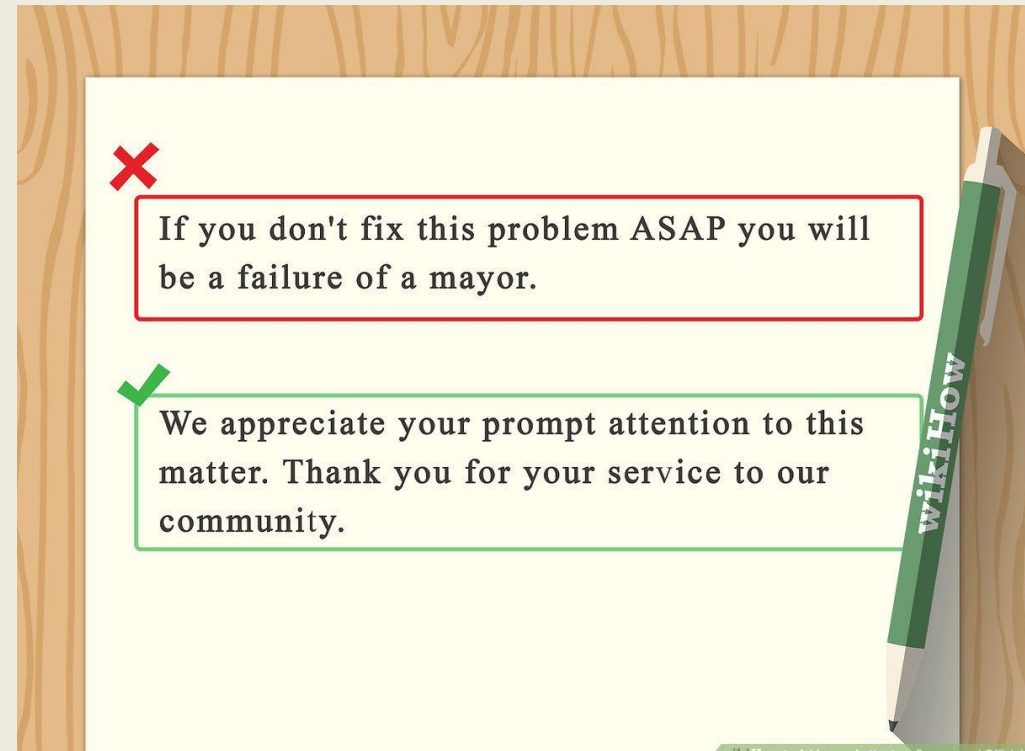 If you don't fix this problem ASAP you will
be a failure of a mayor.
We appreciate your prompt attention to this
matter. Thank you for your service to our
community.
wikiHow